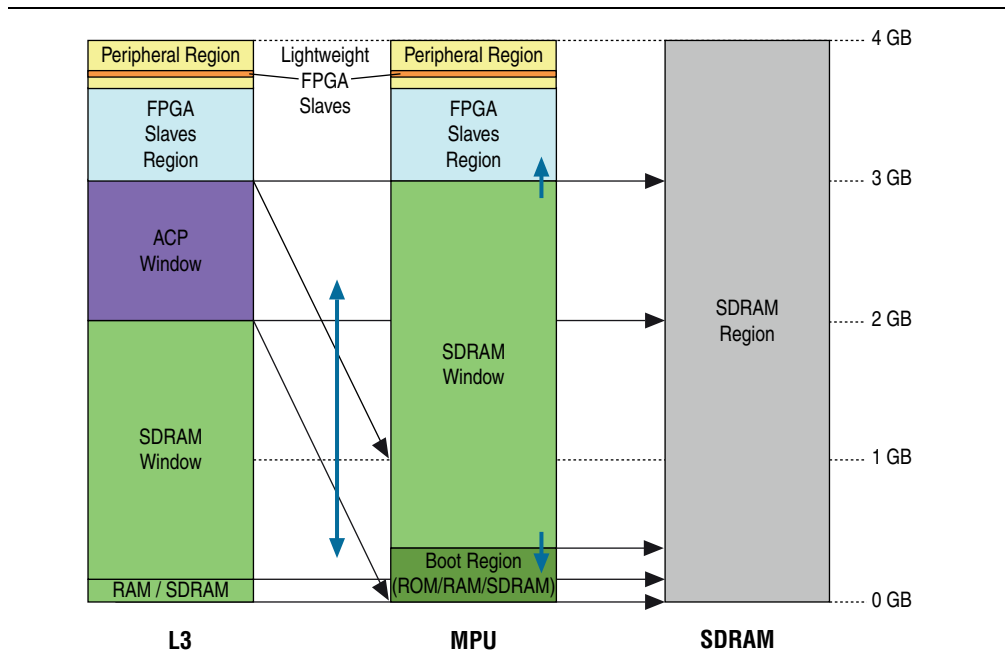 Peripheral Region
Lightweight
FPGA
Slaves
Peripheral Region
4 GB
FPGA
Slaves
Region
FPGA
Slaves
Region
3 GB
ACP
Window
2 GB
SDRAM
Region
SDRAM
Window
SDRAM
Window
1 GB
Boot Region
(ROM/RAM/SDRAM)
RAM / SDRAM
0 GB
L3
MPU
SDRAM